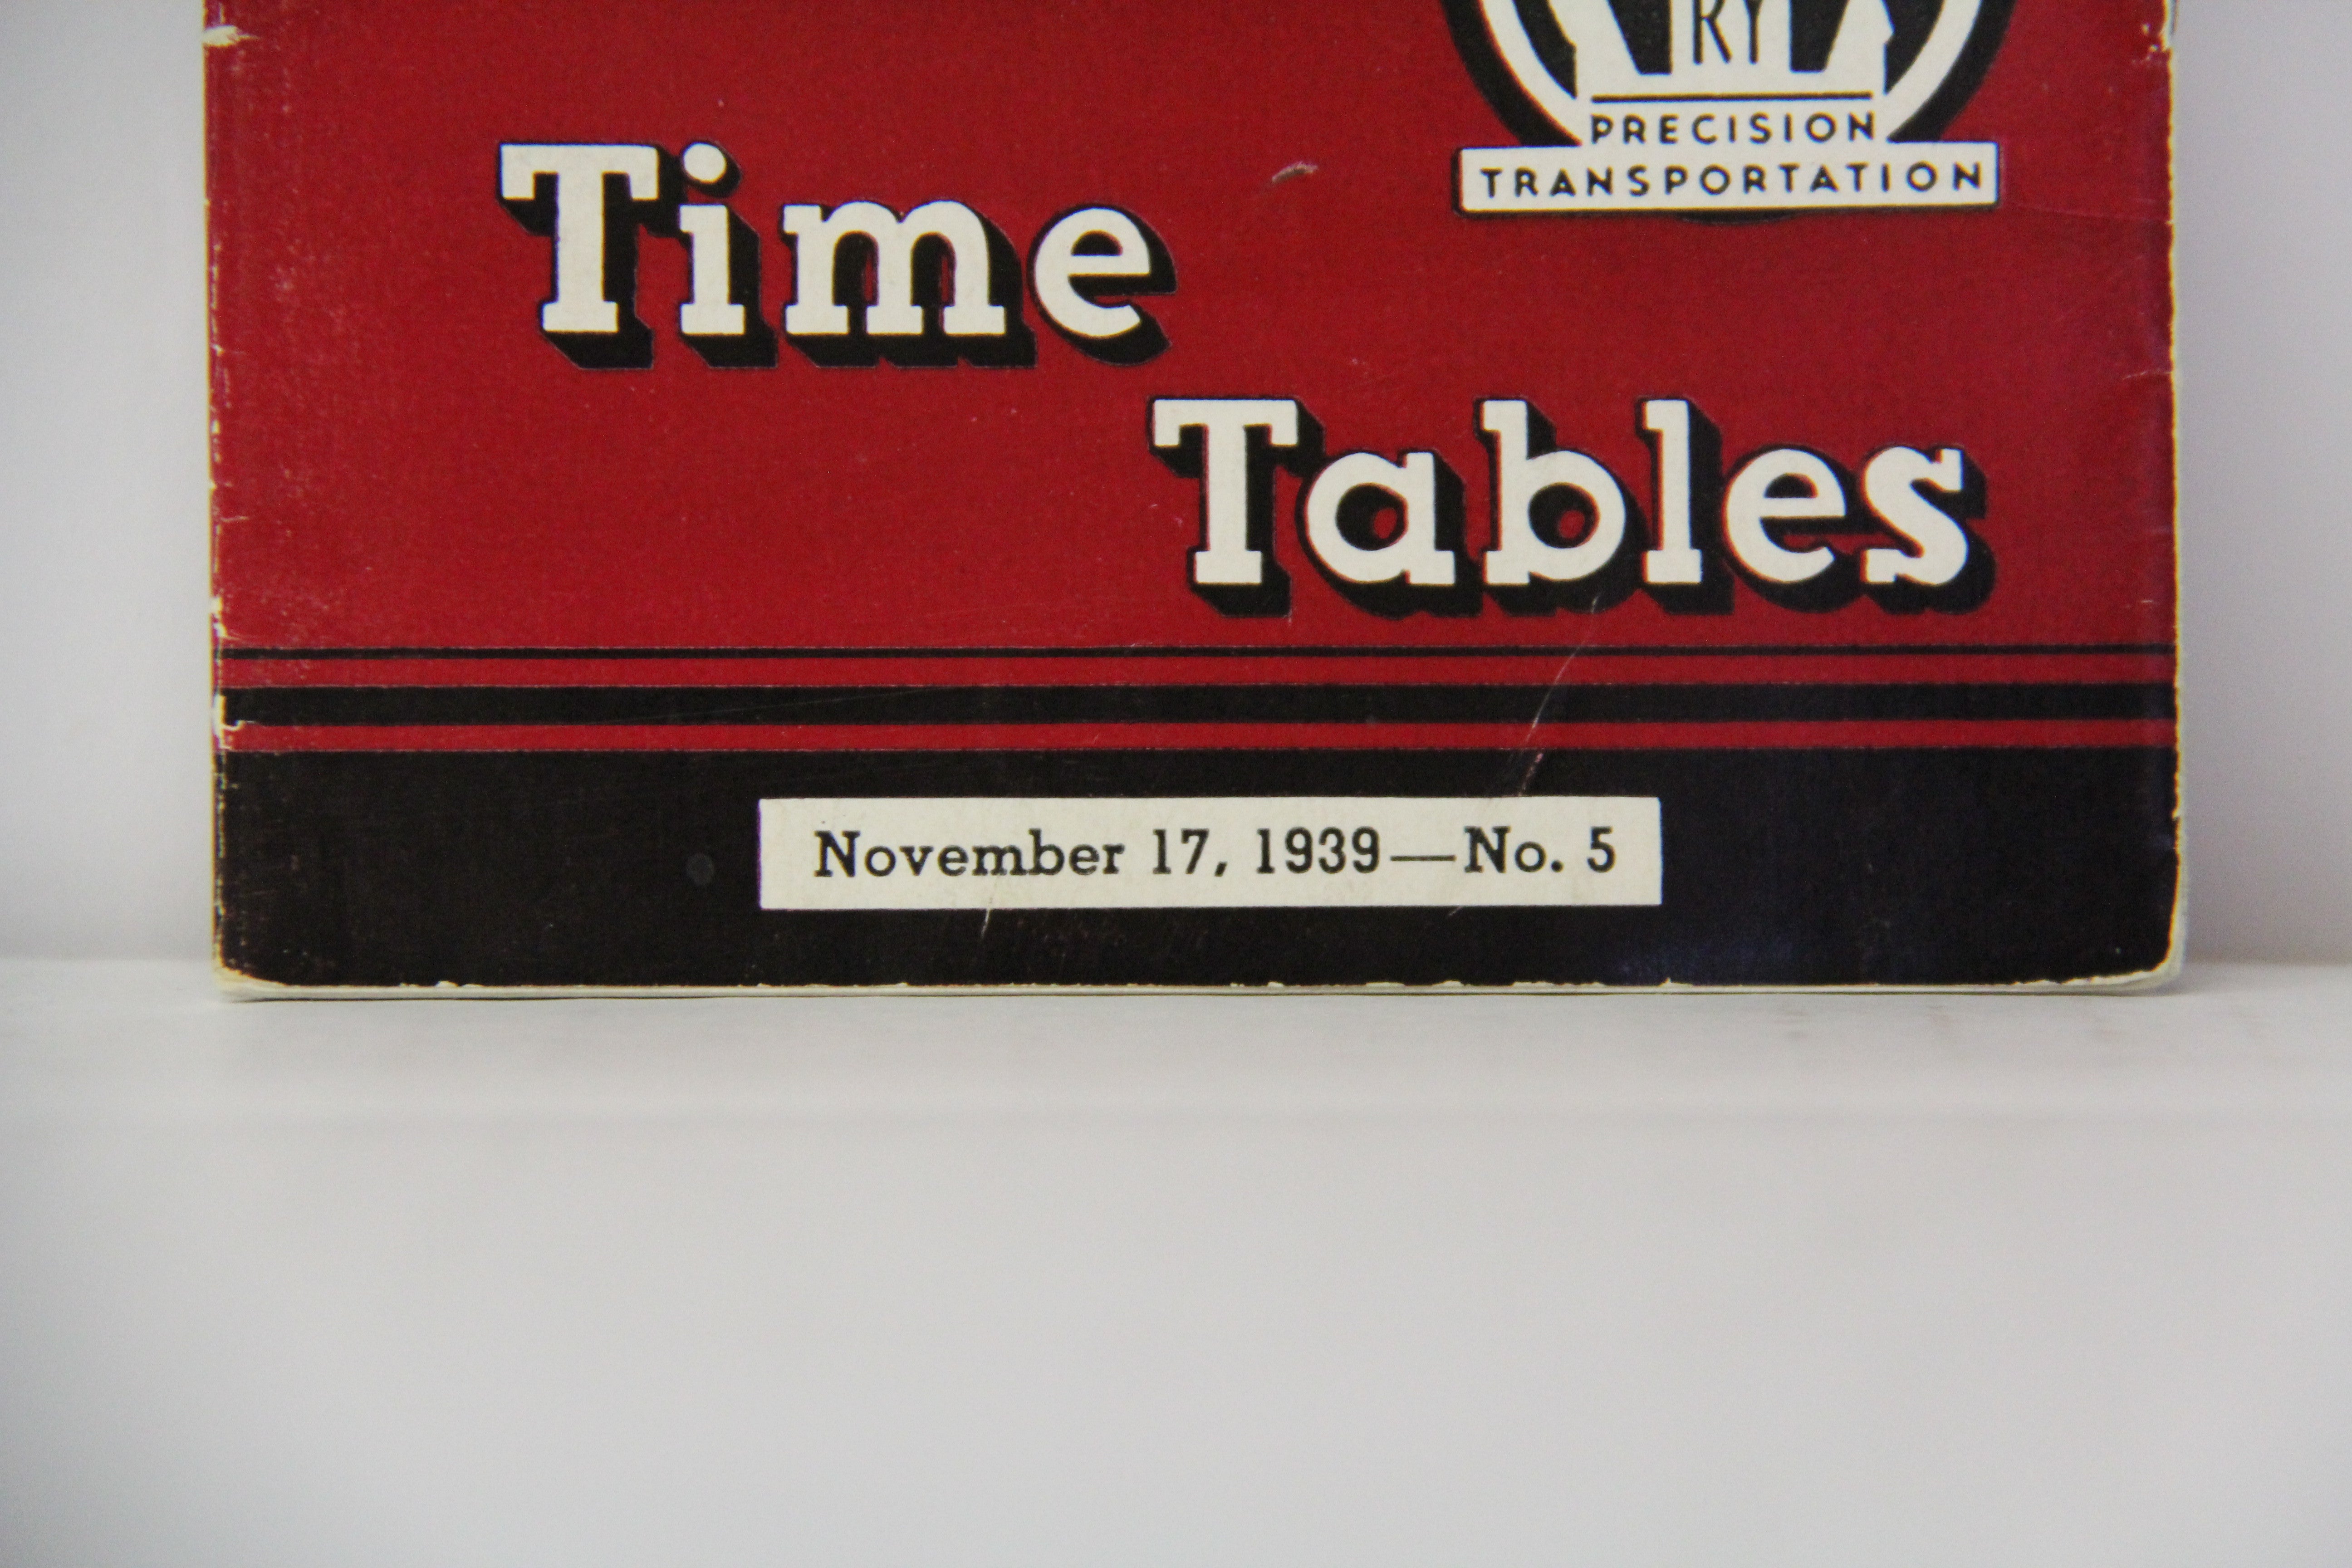 RY
PRECISION
TRANSPORTATION
Time
Tables
November 17, 1939—No. 5